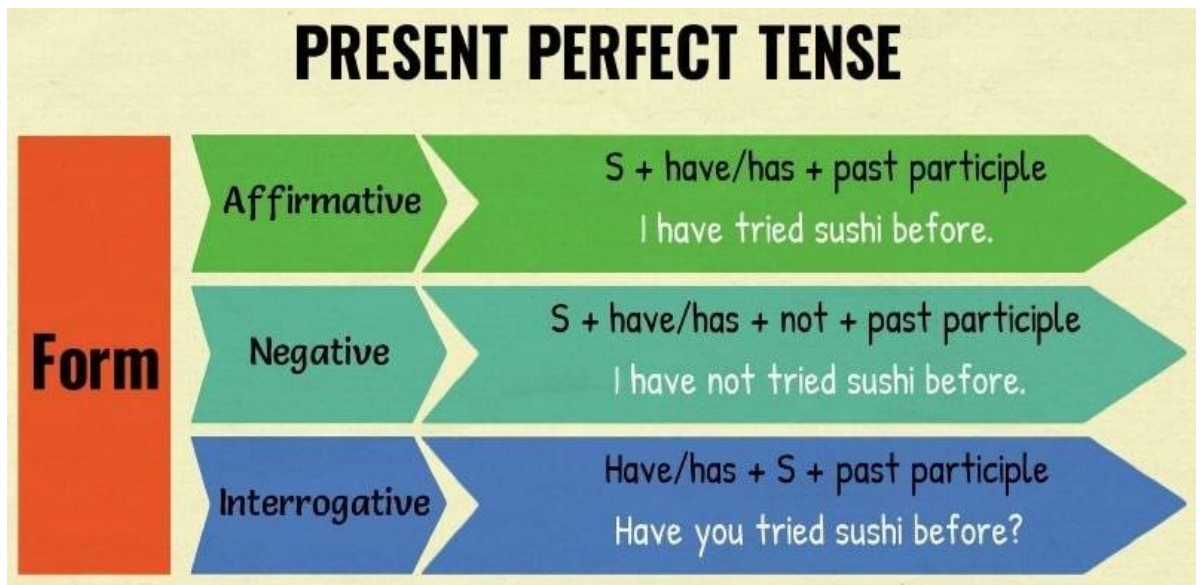 PRESENT PERFECT TENSE
Form
Affirmative
S + have/has + past participle
I have tried sushi before.
Negative
S + have/has + not + past participle
I have not tried sushi before.
Interrogative
Have/has + S + past participle
Have you tried sushi before?